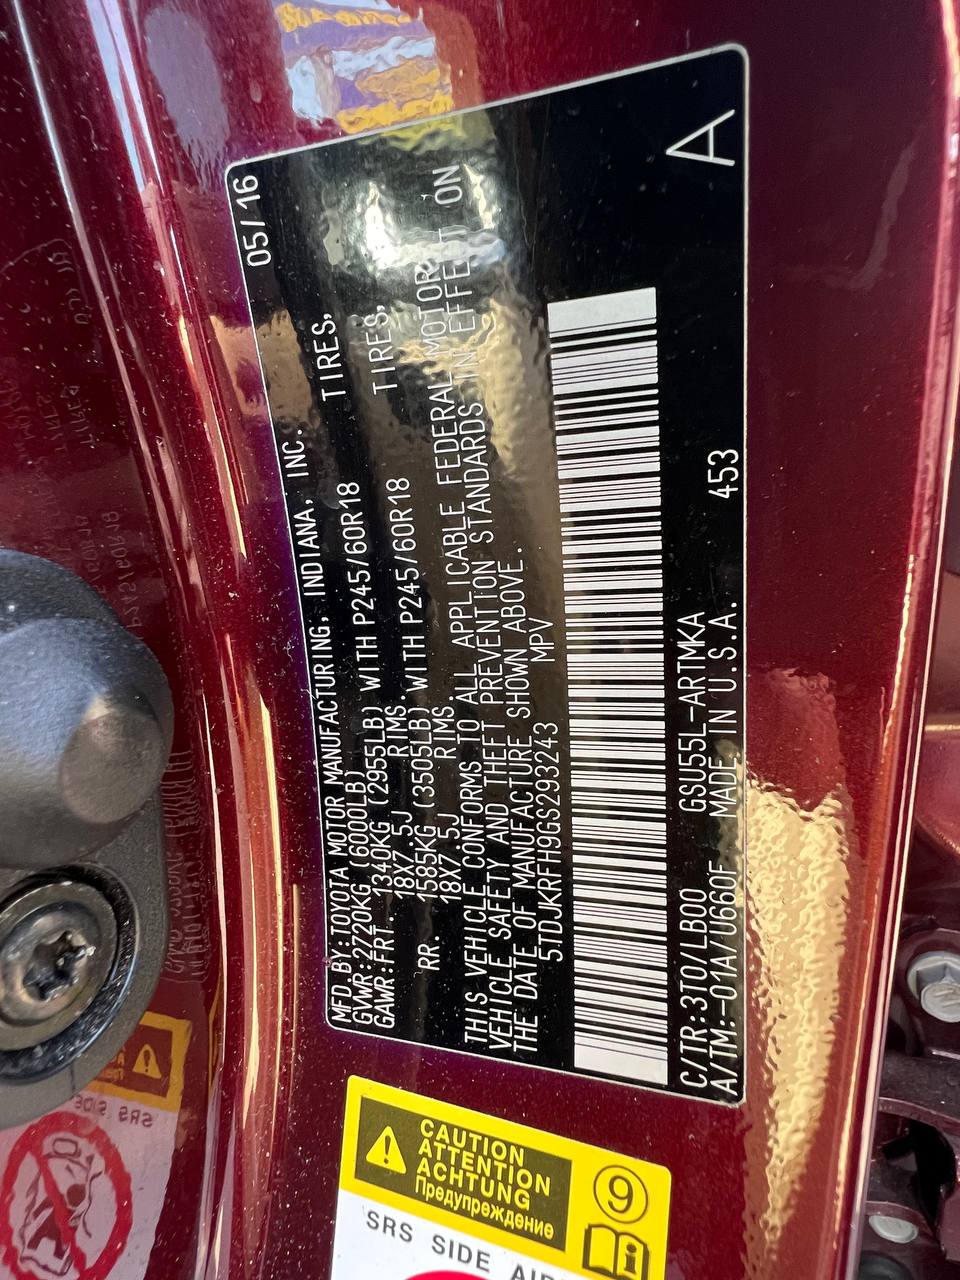 MFD.BY:TOYOTA MOTOR MANUFACTURING, INDIANA, INC. 05/16
GVWR:2720KG (6000LB)
GAWR:FRT. 1340KG (2955LB) WITH P245/60R18 TIRES,
18X7.5J RIMS.
RR. 1585KG (3505LB) WITH P245/60R18 TIRES,
18X7.5J RIMS.
THIS VEHICLE CONFORMS TO ALL APPLICABLE FEDERAL MOTOR
VEHICLE SAFETY AND THEFT PREVENTION STANDARDS IN EFFECT ON
THE DATE OF MANUFACTURE SHOWN ABOVE.
5TDJKRFH9GS293243 MPV
C/TR:3T0/LB00 GSU55L-ARTMKA 453 A
A/TM:-01A/U660F MADE IN U.S.A.
CAUTION
ATTENTION
ACHTUNG
Предупреждение
9
SRS SIDE